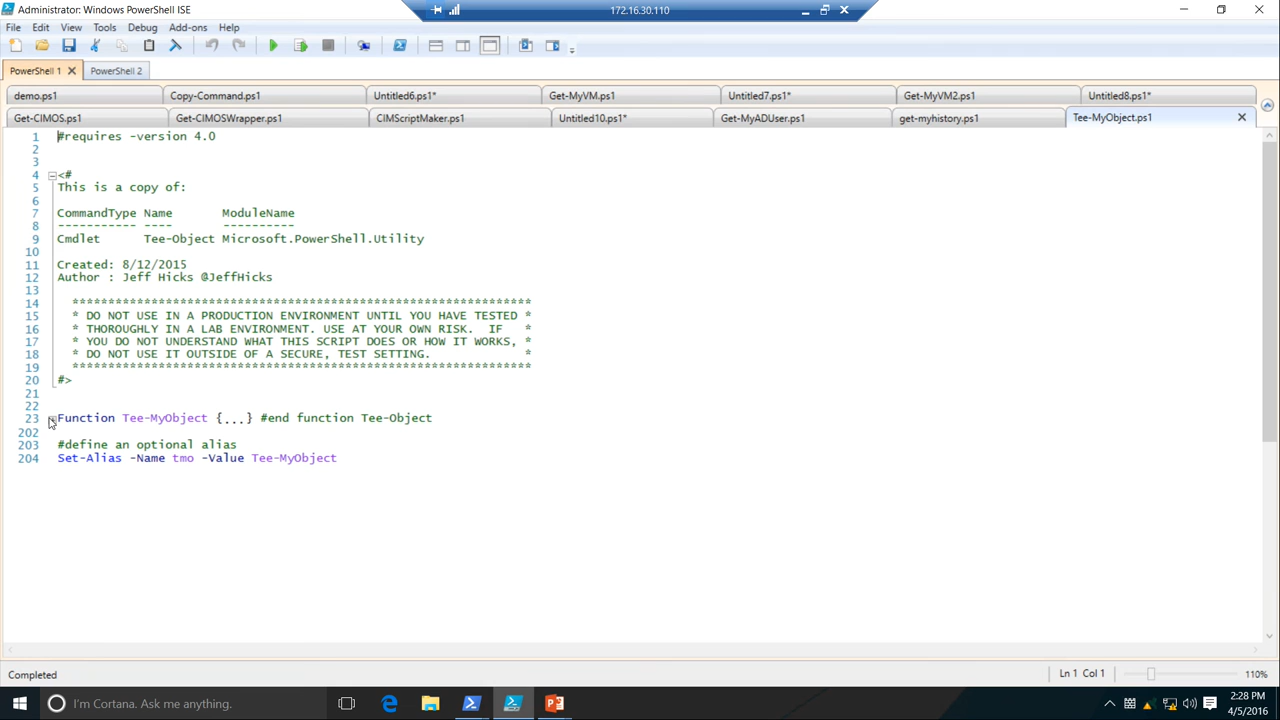 Administrator: Windows PowerShell ISE
172.16.30.110
File Edit View Tools Debug Add-ons Help
PowerShell 1 PowerShell 2
demo.ps1 Copy-Command.ps1 Untitled6.ps1* Get-MyVM.ps1 Untitled7.ps1* Get-MyVM2.ps1 Untitled8.ps1*
Get-CIMOS.ps1 Get-CIMOSWrapper.ps1 CIMScriptMaker.ps1 Untitled10.ps1* Get-MyADUser.ps1 get-myhistory.ps1 Tee-MyObject.ps1
1 #requires -version 4.0
2
3
4 <#
5 This is a copy of:
6
7 CommandType Name ModuleName
8 ----------- ---- ----------
9 Cmdlet Tee-Object Microsoft.PowerShell.Utility
10
11 Created: 8/12/2015
12 Author : Jeff Hicks @JeffHicks
13
14 ****************************************************************
15 * DO NOT USE IN A PRODUCTION ENVIRONMENT UNTIL YOU HAVE TESTED *
16 * THOROUGHLY IN A LAB ENVIRONMENT. USE AT YOUR OWN RISK. IF *
17 * YOU DO NOT UNDERSTAND WHAT THIS SCRIPT DOES OR HOW IT WORKS, *
18 * DO NOT USE IT OUTSIDE OF A SECURE, TEST SETTING. *
19 ****************************************************************
20 #>
21
22
23 Function Tee-MyObject {...} #end function Tee-Object
202
203 #define an optional alias
204 Set-Alias -Name tmo -Value Tee-MyObject
Completed Ln 1 Col 1 110%
I'm Cortana. Ask me anything.
2:28 PM
4/5/2016